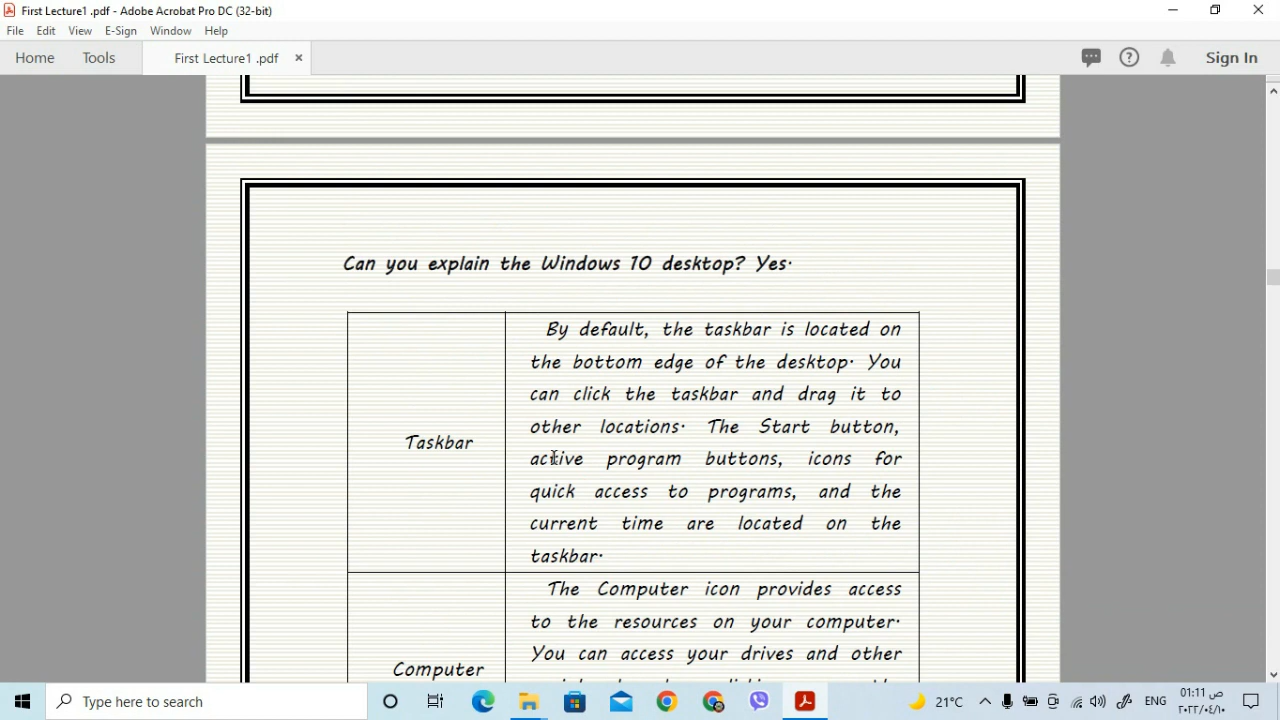 First Lecture1 .pdf - Adobe Acrobat Pro DC (32-bit)
File Edit View E-Sign Window Help
Home Tools First Lecture1 .pdf × Sign In
Can you explain the Windows 10 desktop? Yes.
By default, the taskbar is located on
the bottom edge of the desktop. You
can click the taskbar and drag it to
other locations. The Start button,
Taskbar
active program buttons, icons for
quick access to programs, and the
current time are located on the
taskbar.
The Computer icon provides access
to the resources on your computer.
You can access your drives and other
Computer
Type here to search
21°C
ENG
01:11 ص